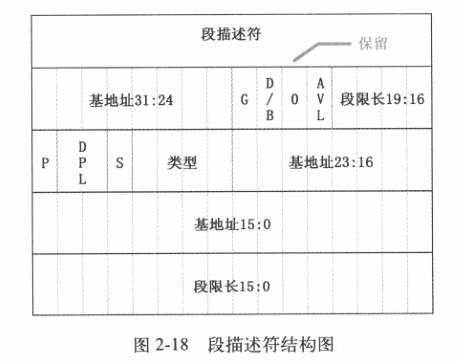 段描述符
保留
基地址31:24 G D/B 0 AVL 段限长19:16
P DPL S 类型 基地址23:16
基地址15:0
段限长15:0
图 2-18 段描述符结构图